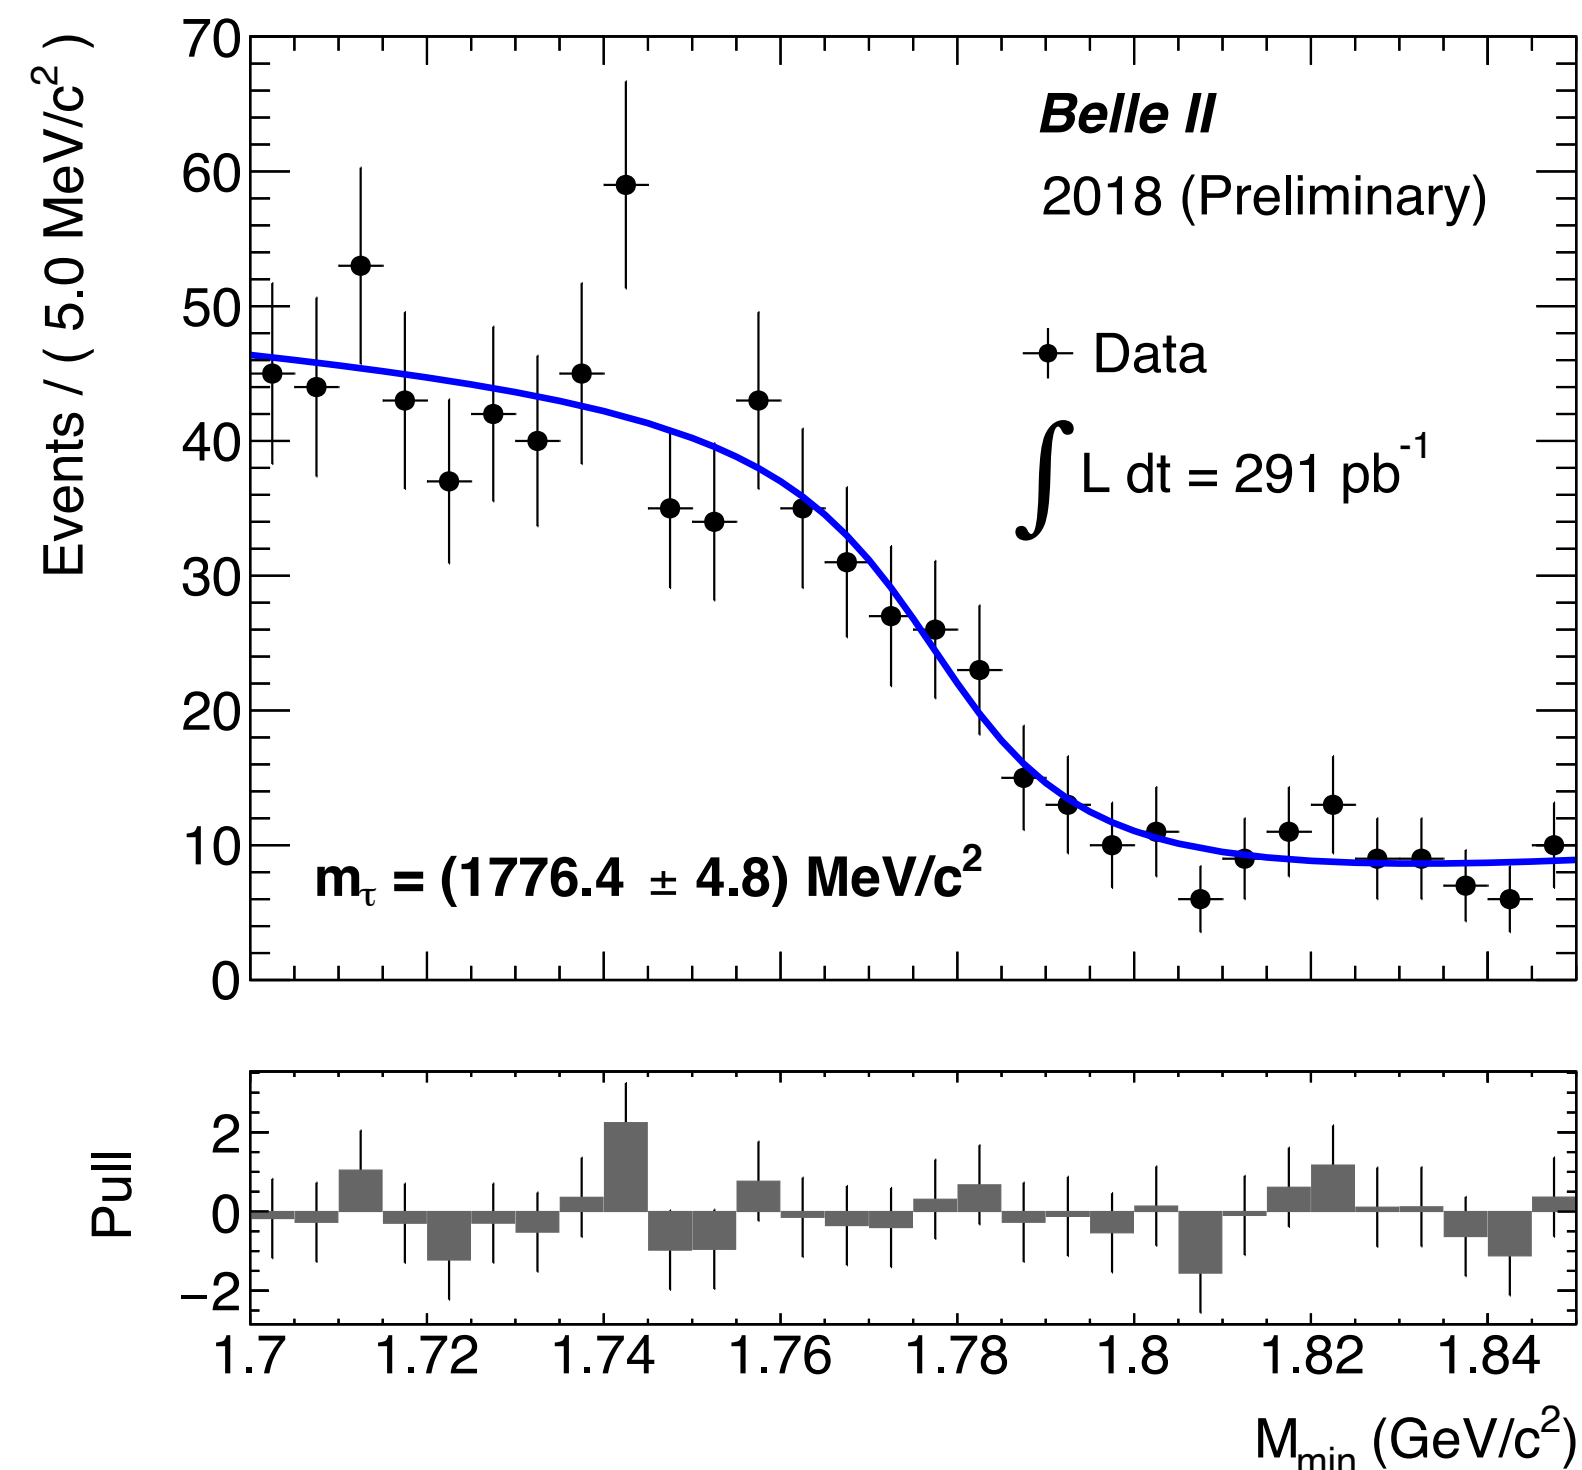 Events / ( 5.0 MeV/c² )
70
60
50
40
30
20
10
0
Belle II
2018 (Preliminary)
Data
∫ L dt = 291 pb⁻¹
m_τ = (1776.4 ± 4.8) MeV/c²
Pull
2
0
−2
1.7 1.72 1.74 1.76 1.78 1.8 1.82 1.84
M_min (GeV/c²)